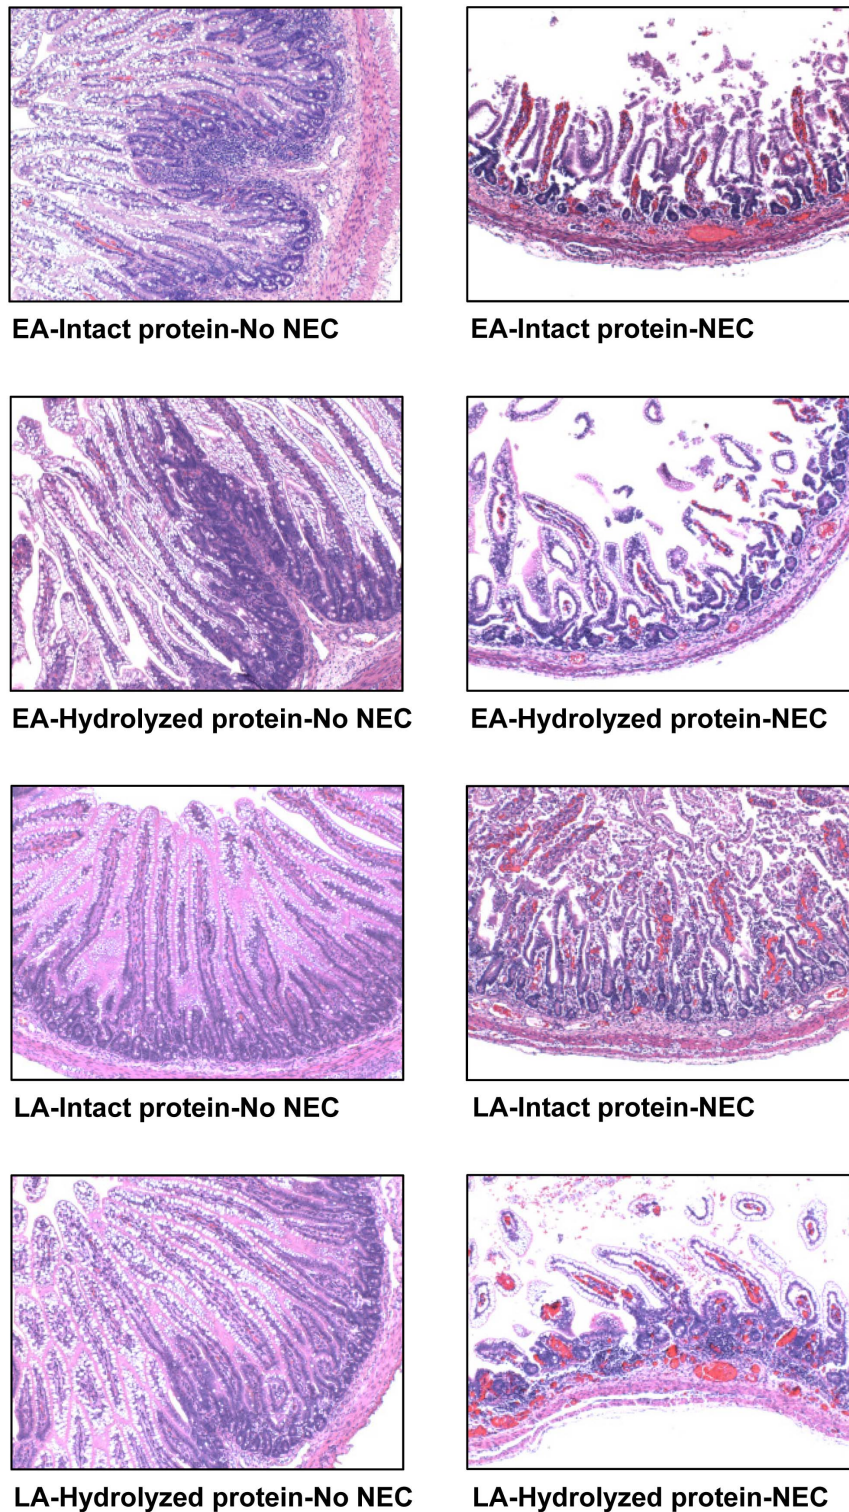 EA-Intact protein-No NEC
EA-Intact protein-NEC
EA-Hydrolyzed protein-No NEC
EA-Hydrolyzed protein-NEC
LA-Intact protein-No NEC
LA-Intact protein-NEC
LA-Hydrolyzed protein-No NEC
LA-Hydrolyzed protein-NEC